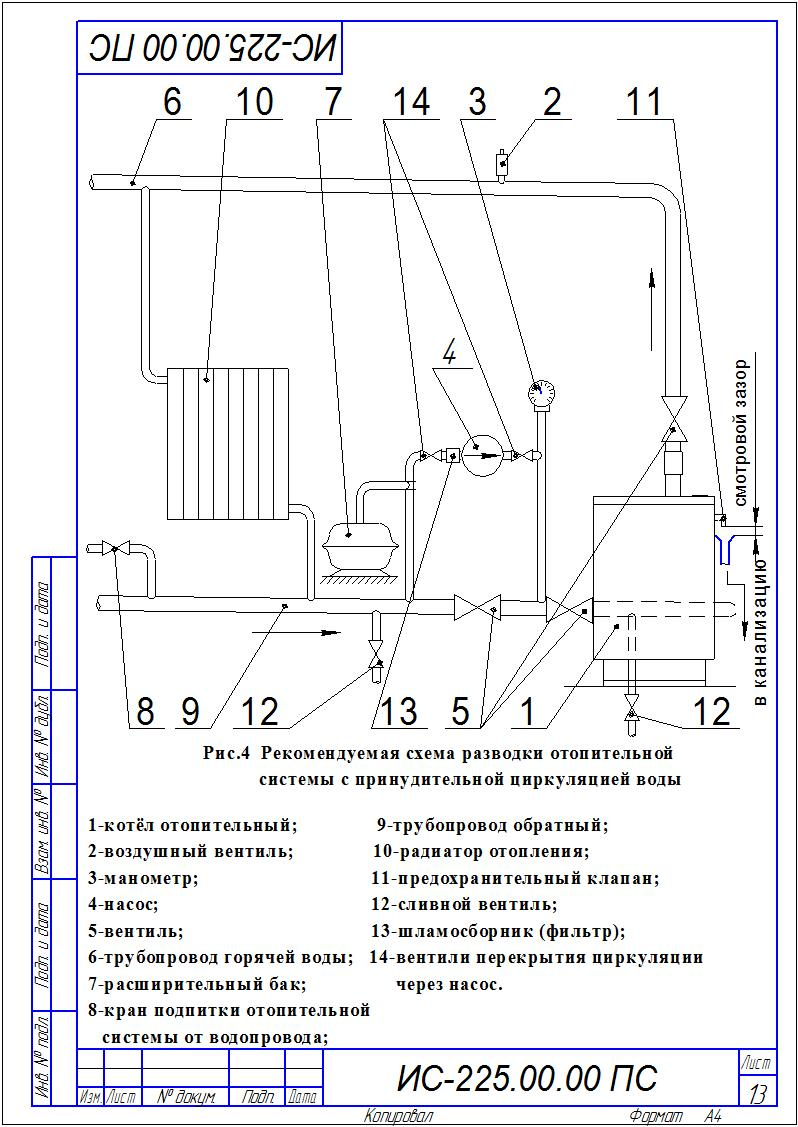 ИС-225.00.00 ПС
6 10 7 14 3 2 11
4
смотровой зазор
в канализацию
8 9 12 13 5 1 12
Рис.4 Рекомендуемая схема разводки отопительной
системы с принудительной циркуляцией воды
1-котёл отопительный;
2-воздушный вентиль;
3-манометр;
4-насос;
5-вентиль;
6-трубопровод горячей воды;
7-расширительный бак;
8-кран подпитки отопительной
системы от водопровода;
9-трубопровод обратный;
10-радиатор отопления;
11-предохранительный клапан;
12-сливной вентиль;
13-шламосборник (фильтр);
14-вентили перекрытия циркуляции
через насос.
Подп. и дата
Инв. № дубл.
Взам. инв. №
Подп. и дата
Инв. № подл.
Изм. Лист № докум. Подп. Дата
ИС-225.00.00 ПС
Лист
13
Копировал Формат А4